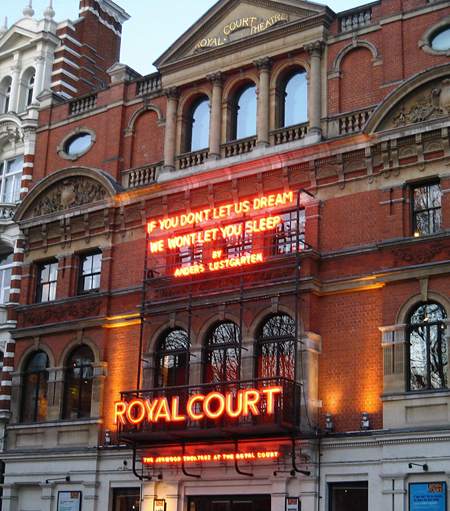 ROYAL COURT THEATRE
IF YOU DONT LET US DREAM
WE WONT LET YOU SLEEP
BY
ANDERS LUSTGARTEN
ROYAL COURT
THE JERWOOD THEATRES AT THE ROYAL COURT